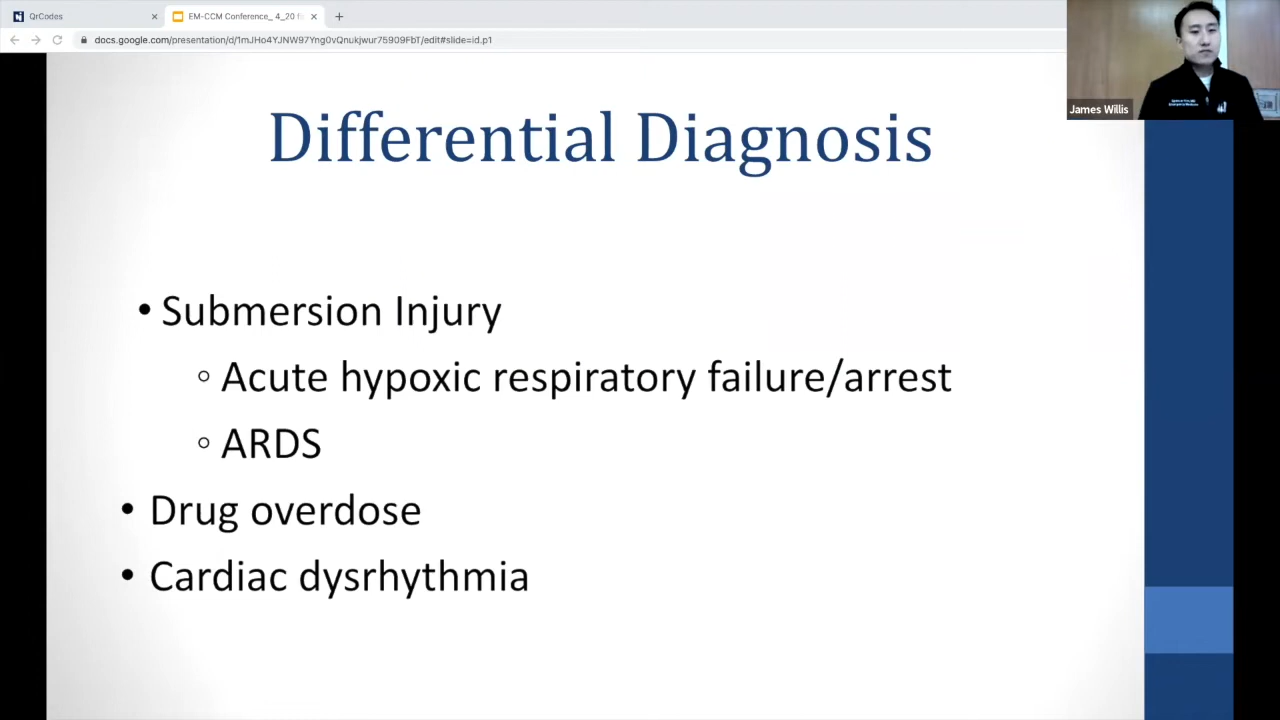 QrCodes
EM-CCM Conference_ 4_20 f
docs.google.com/presentation/d/1mJHo4YJNW97Yng0vQnukjwur75909FbT/edit#slide=id.p1
James Willis
Differential Diagnosis
• Submersion Injury
◦ Acute hypoxic respiratory failure/arrest
◦ ARDS
• Drug overdose
• Cardiac dysrhythmia